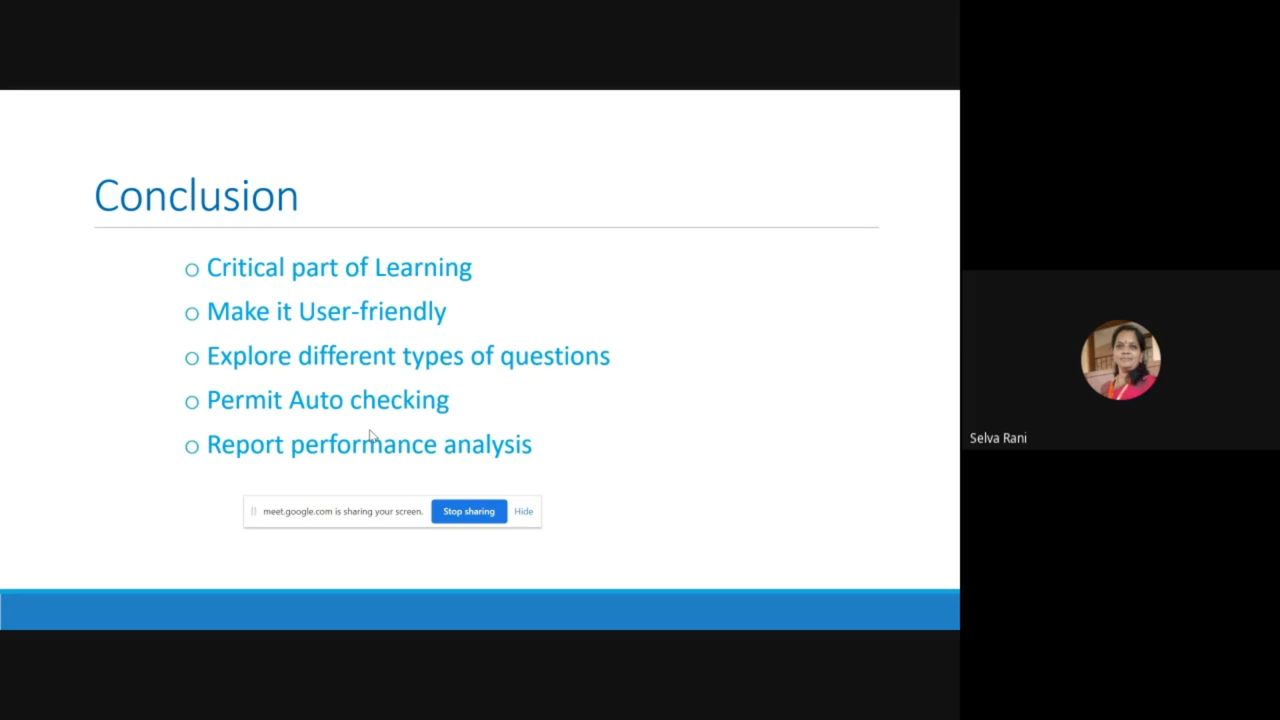 Conclusion
o Critical part of Learning
o Make it User-friendly
o Explore different types of questions
o Permit Auto checking
o Report performance analysis
meet.google.com is sharing your screen. Stop sharing Hide
Selva Rani